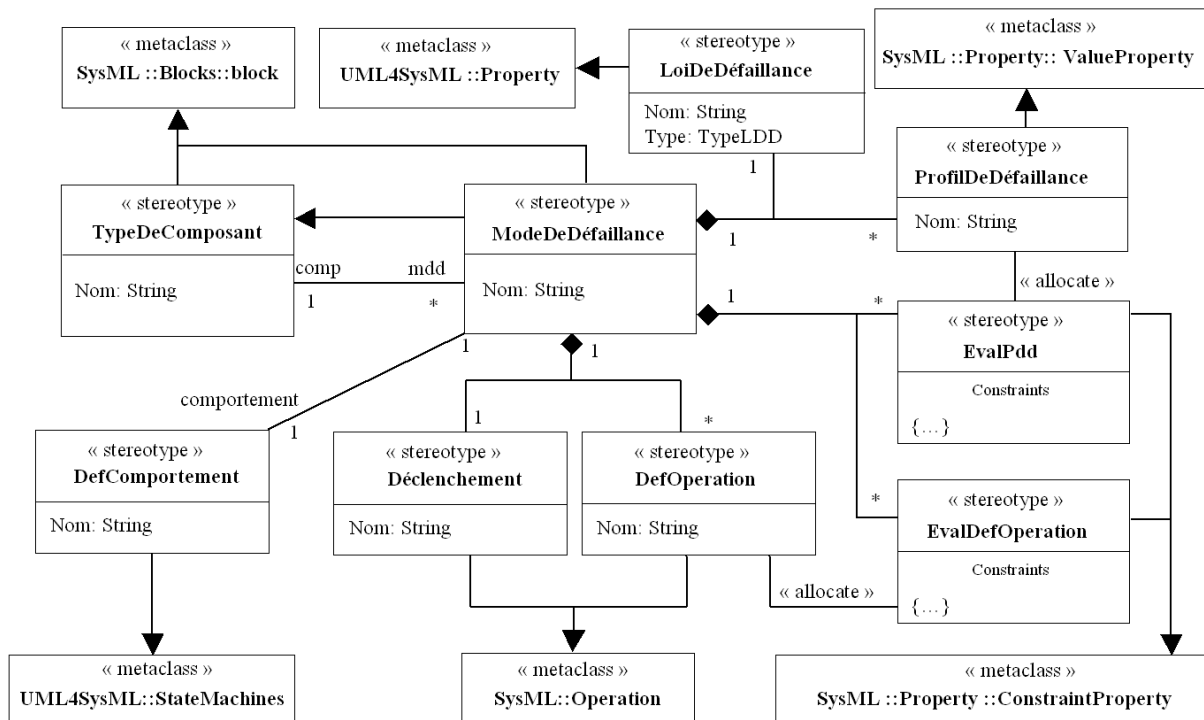 « metaclass »
SysML ::Blocks::block
« metaclass »
UML4SysML ::Property
« stereotype »
LoiDeDéfaillance
Nom: String
Type: TypeLDD
« metaclass »
SysML ::Property:: ValueProperty
1
« stereotype »
TypeDeComposant
Nom: String
comp
1
mdd
*
« stereotype »
ModeDeDéfaillance
Nom: String
1
*
« stereotype »
ProfilDeDéfaillance
Nom: String
« allocate »
1
*
« stereotype »
EvalPdd
Constraints
{...}
1
comportement
1
1
1
*
« stereotype »
DefComportement
Nom: String
« stereotype »
Déclenchement
Nom: String
« stereotype »
DefOperation
Nom: String
*
« stereotype »
EvalDefOperation
Constraints
{...}
« allocate »
« metaclass »
UML4SysML::StateMachines
« metaclass »
SysML::Operation
« metaclass »
SysML ::Property ::ConstraintProperty